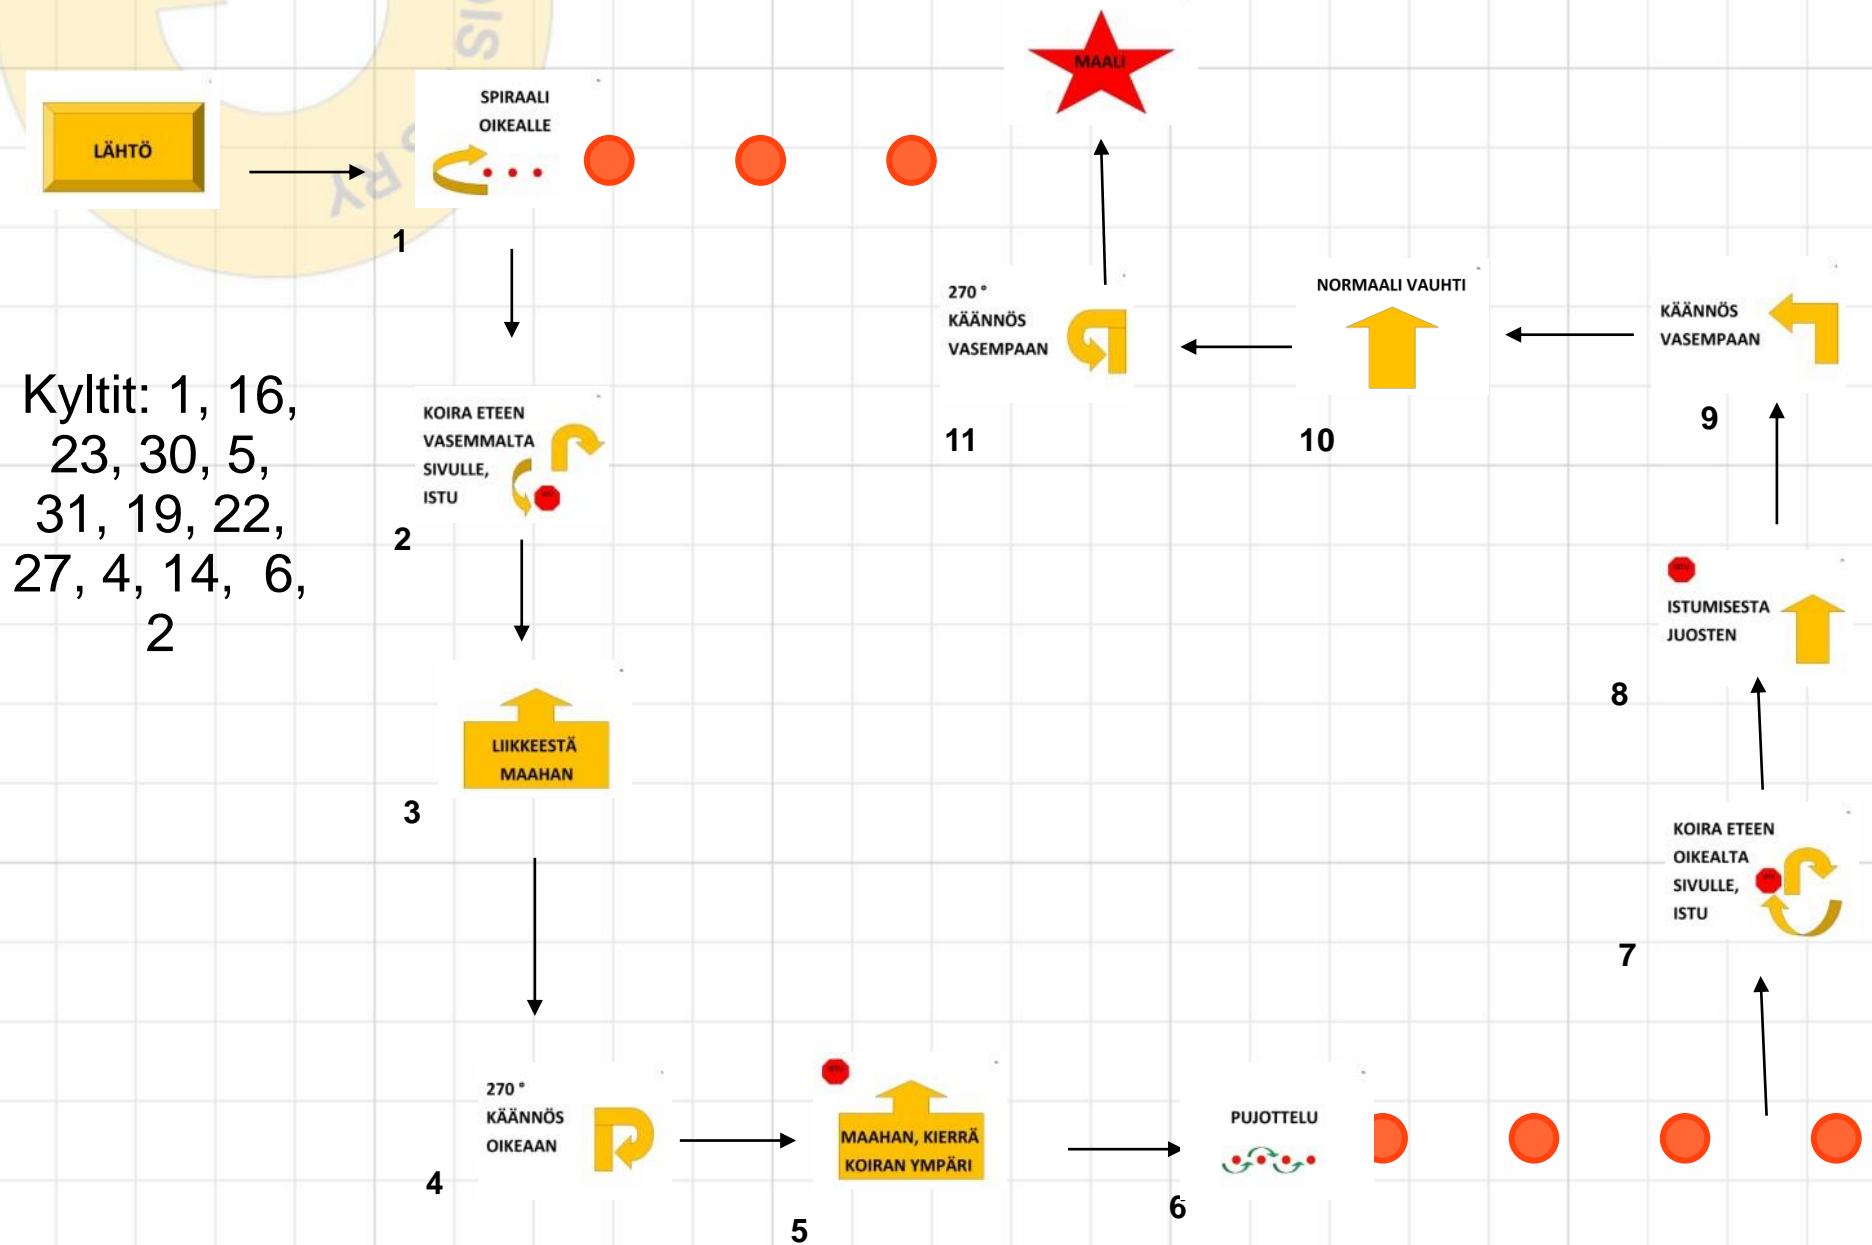 LÄHTÖ
SPIRAALI
OIKEALLE
1
MAALI
RY
Kyltit: 1, 16,
23, 30, 5,
31, 19, 22,
27, 4, 14, 6,
2
KOIRA ETEEN
VASEMMALTA
SIVULLE,
ISTU
2
LIIKKEESTÄ
MAAHAN
3
270 °
KÄÄNNÖS
OIKEAAN
4
MAAHAN, KIERRÄ
KOIRAN YMPÄRI
5
PUJOTTELU
6
KOIRA ETEEN
OIKEALTA
SIVULLE,
ISTU
7
ISTUMISESTA
JUOSTEN
8
KÄÄNNÖS
VASEMPAAN
9
NORMAALI VAUHTI
10
270 °
KÄÄNNÖS
VASEMPAAN
11